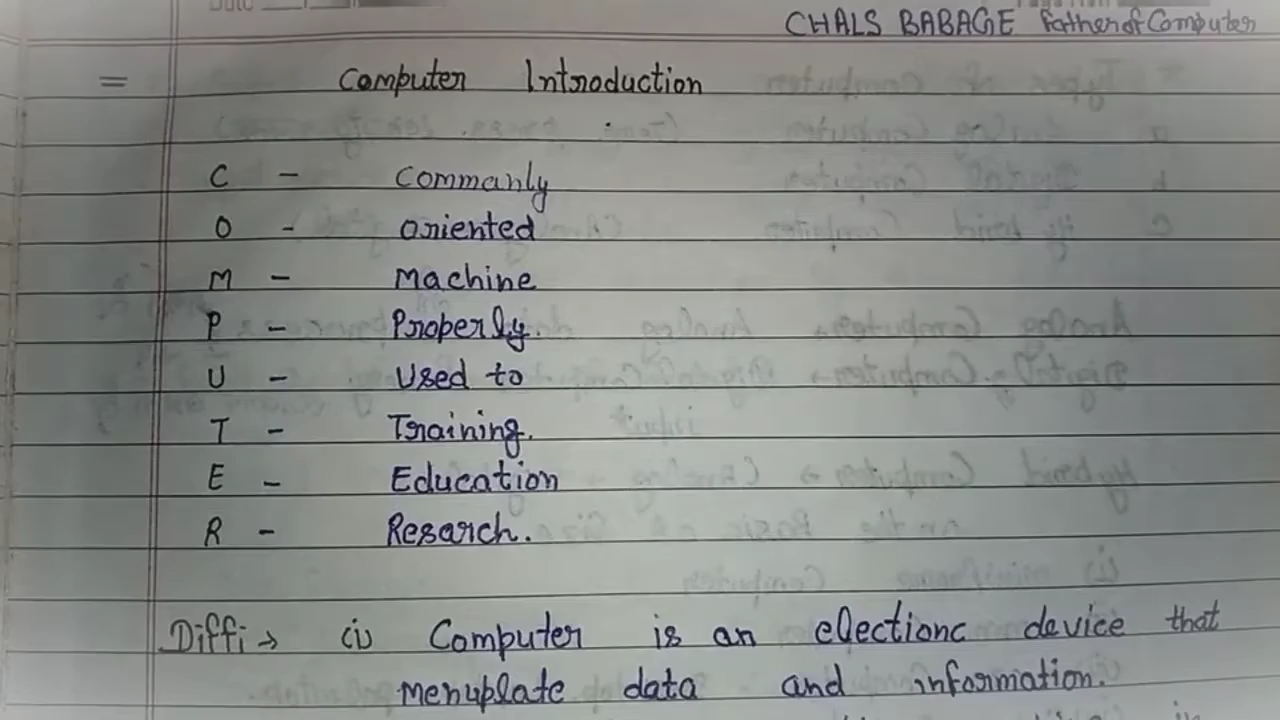 CHALS BABAGE Father of Computer
= Computer Introduction
C - Commanly
O - oriented
M - Machine
P - Properly.
U - Used to
T - Training.
E - Education
R - Resarch.
Diffi → (i) Computer is an electionc device that
menuplate data and information.